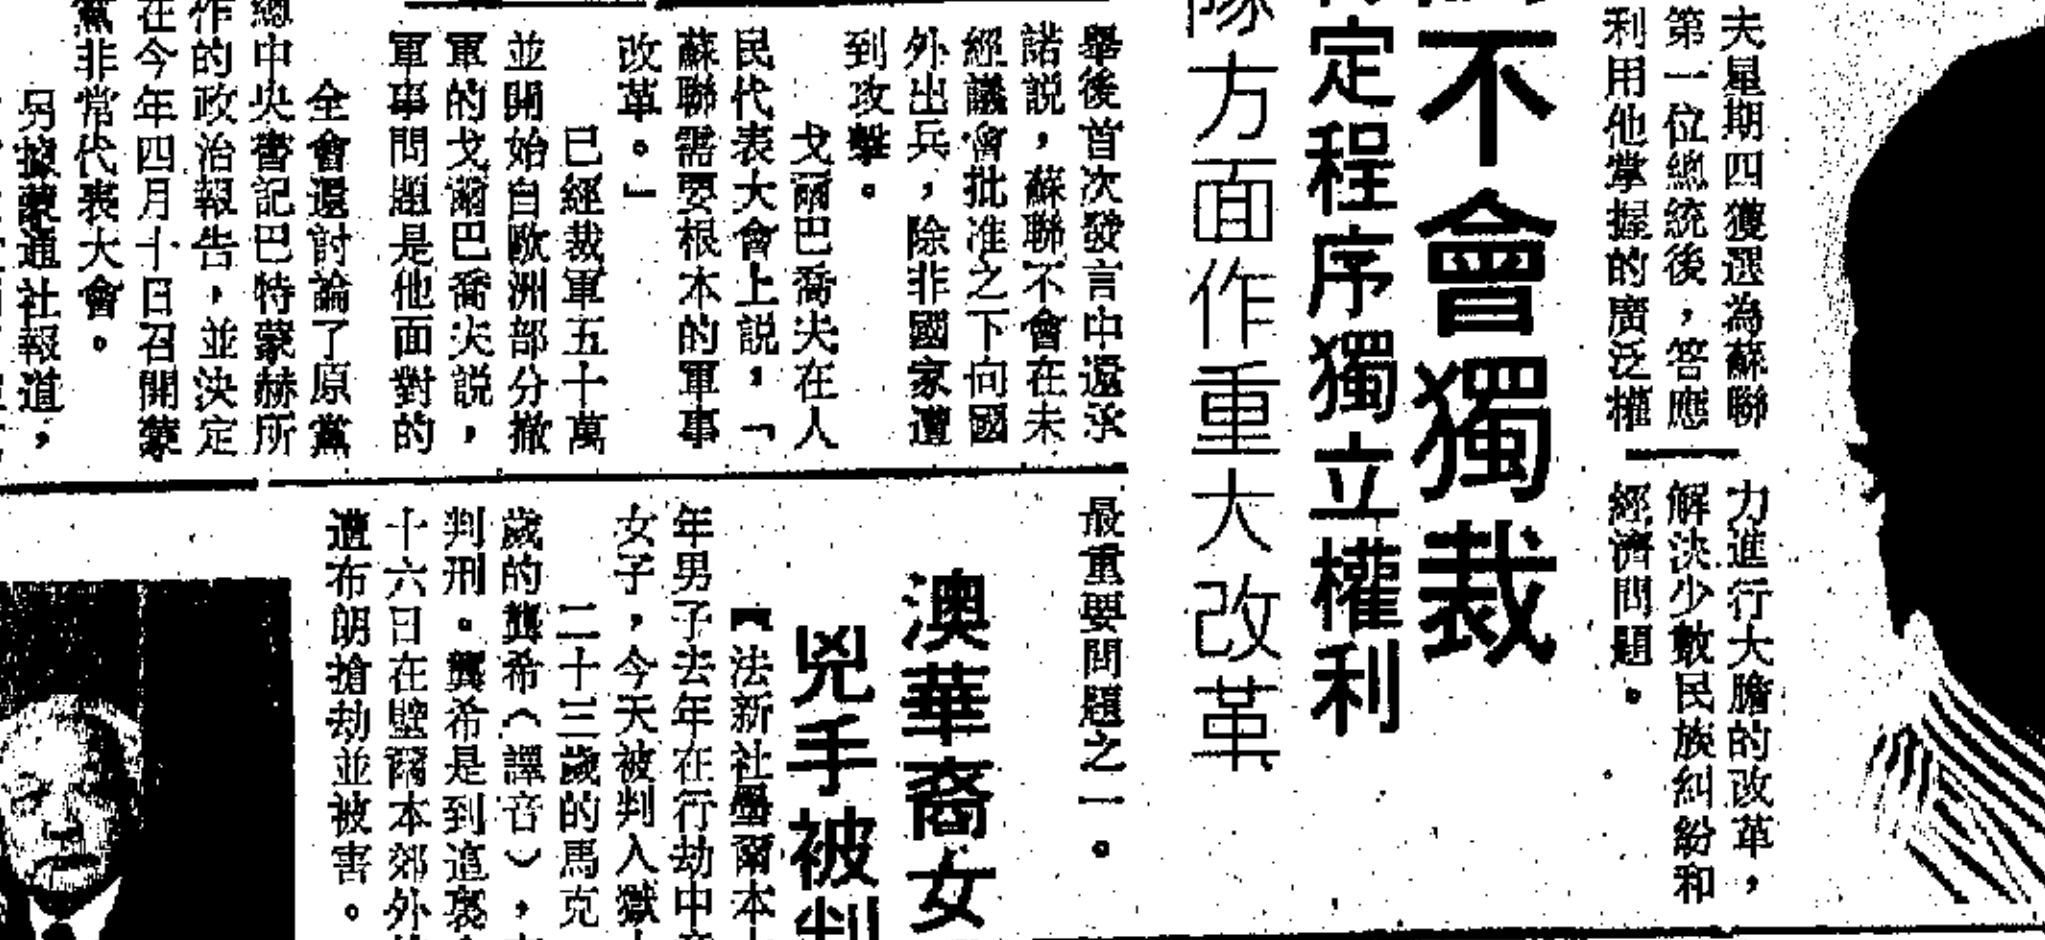 不會獨裁
定程序獨立權利
隊方面作重大改革
夫星期四獲選為蘇聯
第一位總統後，答應
利用他掌握的廣泛權
力進行大膽的改革，
解決少數民族糾紛和
經濟問題。
舉後首次發言中還承
諾説，蘇聯不會在未
經議會批准之下向國
外出兵，除非國家遭
到攻擊。
戈爾巴喬夫在人
民代表大會上説，「
蘇聯需要根本的軍事
改革。」
已經裁軍五十萬
並開始自歐洲部分撤
軍的戈爾巴喬夫説，
軍事問題是他面對的
最重要問題之一。
全會還討論了原黨
總中央書記巴特蒙赫所
作的政治報告，並決定
在今年四月十日召開蒙
黨非常代表大會。
另據蒙通社報道，
澳華裔女
兇手被判
【法新社墨爾本
年男子去年在行劫中
女子，今天被判入獄
二十三歲的馬克
歲的龔希（譯音），
判刑。龔希是到這裏
十六日在墾爾本郊外
遭布朗搶劫並被害。